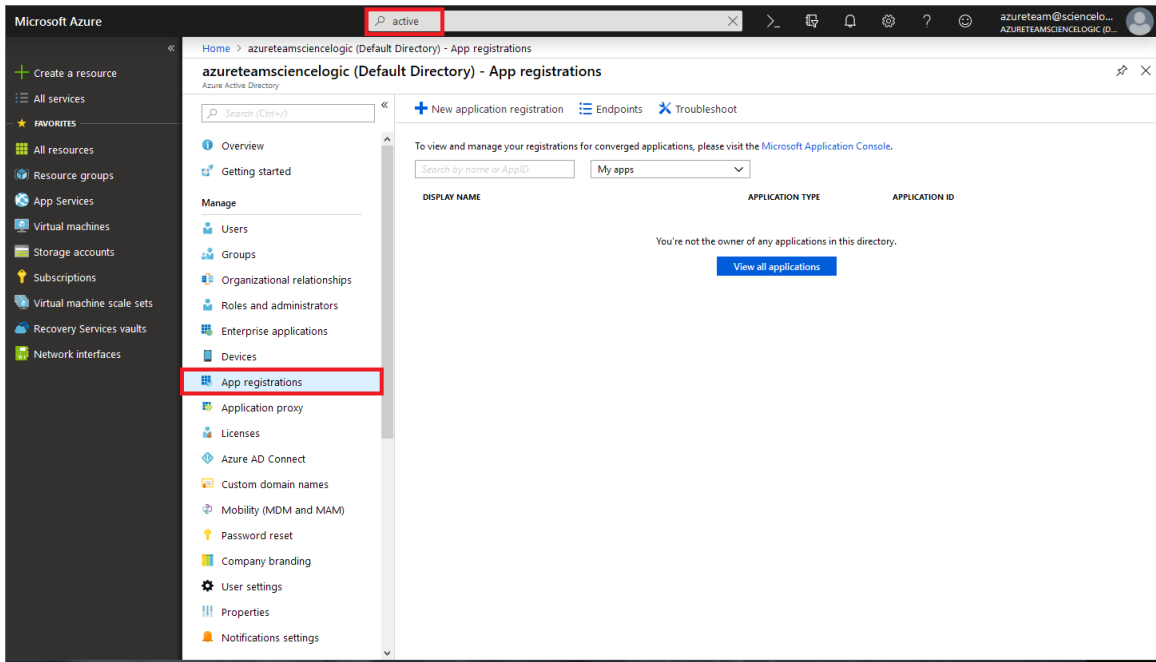 Microsoft Azure
active
azureteam@sciencelo...
AZURETEAMSCIENCELOGIC (D...
Create a resource
All services
FAVORITES
All resources
Resource groups
App Services
Virtual machines
Storage accounts
Subscriptions
Virtual machine scale sets
Recovery Services vaults
Network interfaces
Home > azureteamsciencelogic (Default Directory) - App registrations
azureteamsciencelogic (Default Directory) - App registrations
Azure Active Directory
Search (Ctrl+/)
Overview
Getting started
Manage
Users
Groups
Organizational relationships
Roles and administrators
Enterprise applications
Devices
App registrations
Application proxy
Licenses
Azure AD Connect
Custom domain names
Mobility (MDM and MAM)
Password reset
Company branding
User settings
Properties
Notifications settings
New application registration Endpoints Troubleshoot
To view and manage your registrations for converged applications, please visit the Microsoft Application Console.
Search by name or AppID My apps
DISPLAY NAME APPLICATION TYPE APPLICATION ID
You're not the owner of any applications in this directory.
View all applications